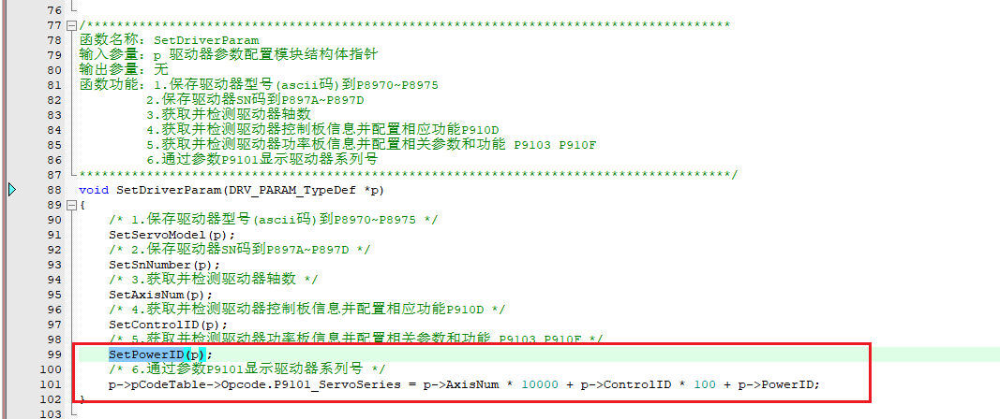 76
77 /**************************************************************************************
78 函数名称：SetDriverParam
79 输入参量：p 驱动器参数配置模块结构体指针
80 输出参量：无
81 函数功能：1.保存驱动器型号(ascii码)到P8970~P8975
82 2.保存驱动器SN码到P897A~P897D
83 3.获取并检测驱动器轴数
84 4.获取并检测驱动器控制板信息并配置相应功能P910D
85 5.获取并检测驱动器功率板信息并配置相关参数和功能 P9103 P910F
86 6.通过参数P9101显示驱动器系列号
87 ***************************************************************************************/
88 void SetDriverParam(DRV_PARAM_TypeDef *p)
89 {
90 /* 1.保存驱动器型号(ascii码)到P8970~P8975 */
91 SetServoModel(p);
92 /* 2.保存驱动器SN码到P897A~P897D */
93 SetSnNumber(p);
94 /* 3.获取并检测驱动器轴数 */
95 SetAxisNum(p);
96 /* 4.获取并检测驱动器控制板信息并配置相应功能P910D */
97 SetControlID(p);
98 /* 5.获取并检测驱动器功率板信息并配置相关参数和功能 P9103 P910F */
99 SetPowerID(p);
100 /* 6.通过参数P9101显示驱动器系列号 */
101 p->pCodeTable->Opcode.P9101_ServoSeries = p->AxisNum * 10000 + p->ControlID * 100 + p->PowerID;
102 }
103